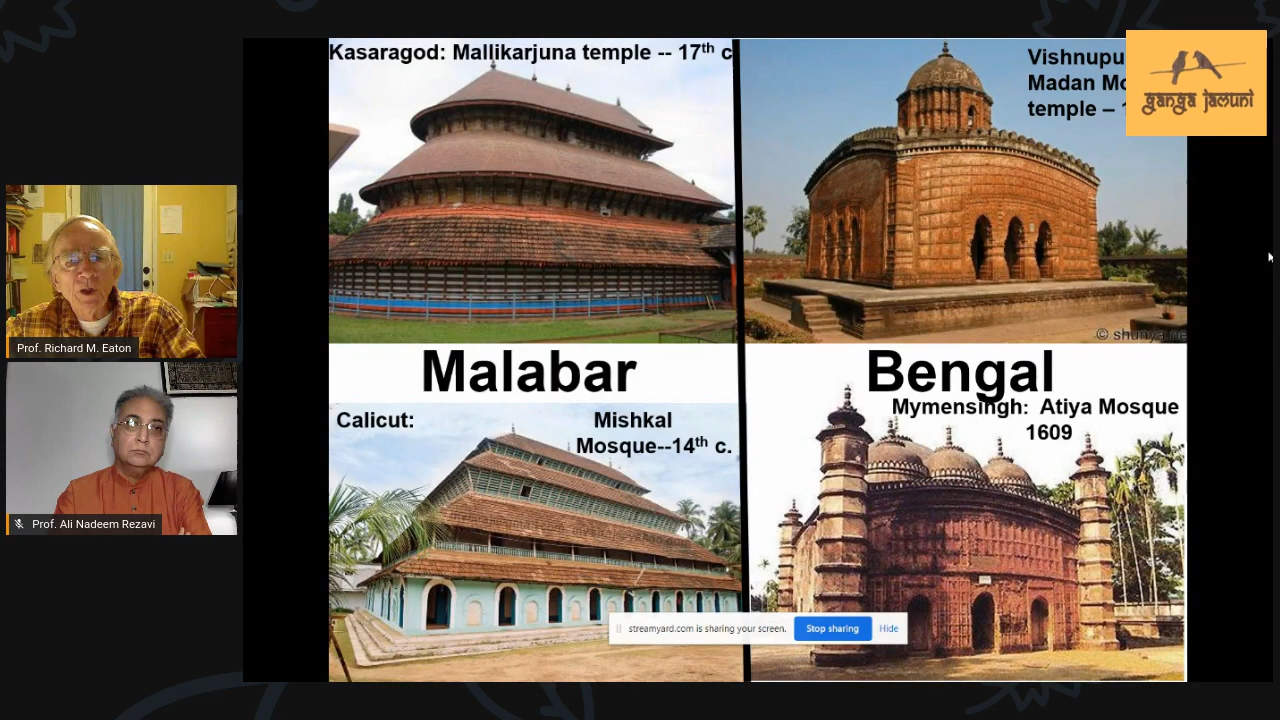 Kasaragod: Mallikarjuna temple -- 17th c
Vishnupu
Madan Mo
temple –
ganga jamuni
© shunya.ne
Malabar
Bengal
Calicut: Mishkal
Mosque--14th c.
Mymensingh: Atiya Mosque
1609
Prof. Richard M. Eaton
Prof. Ali Nadeem Rezavi
streamyard.com is sharing your screen. Stop sharing Hide